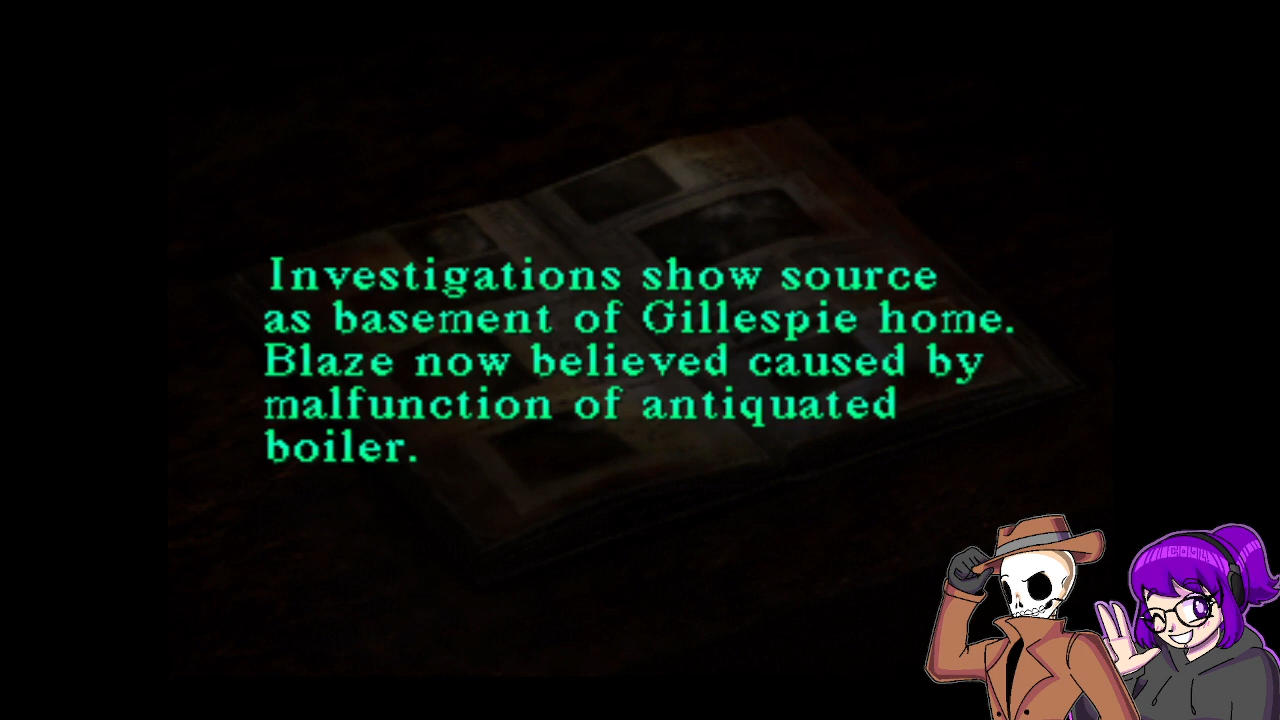 Investigations show source
as basement of Gillespie home.
Blaze now believed caused by
malfunction of antiquated
boiler.